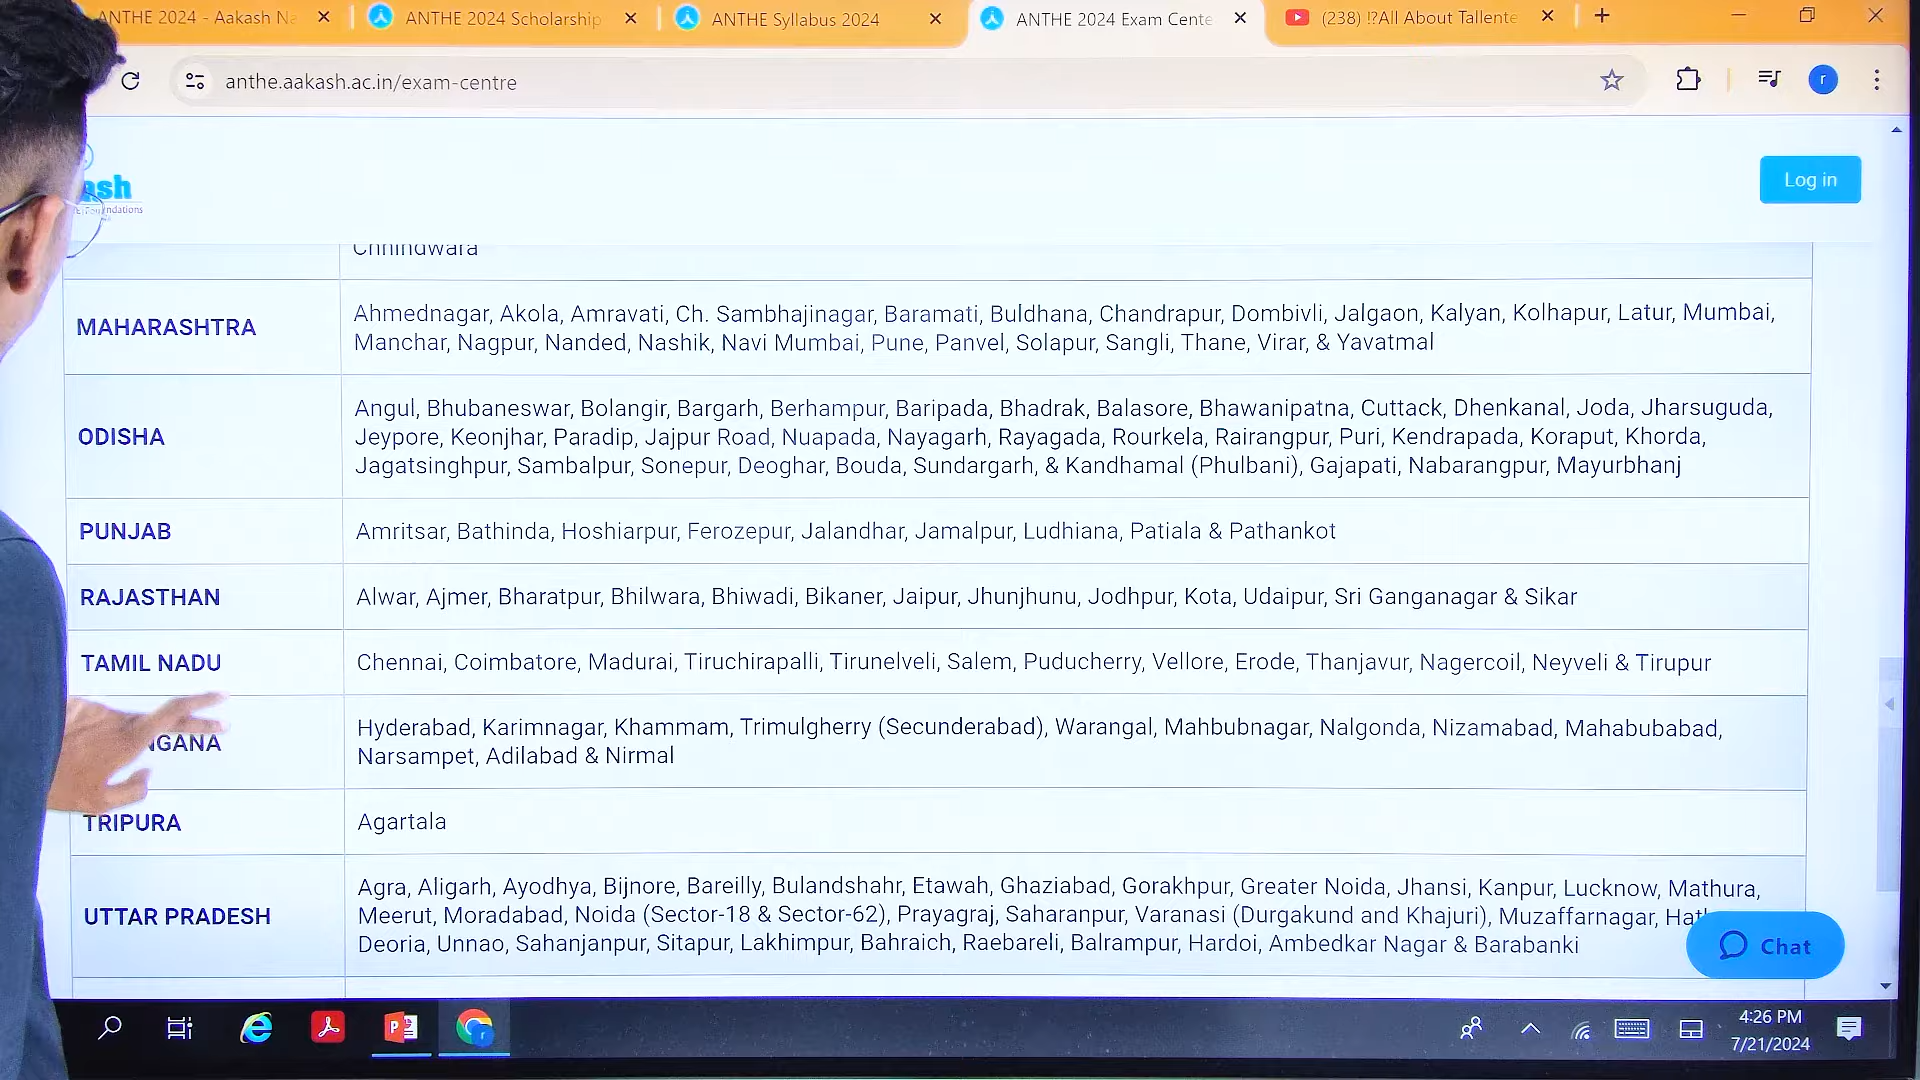 ANTHE 2024 - Aakash Na
ANTHE 2024 Scholarship
ANTHE Syllabus 2024
ANTHE 2024 Exam Cente
(238) !?All About Tallente
anthe.aakash.ac.in/exam-centre
r
ash
Log in
Chhindwara
MAHARASHTRA
Ahmednagar, Akola, Amravati, Ch. Sambhajinagar, Baramati, Buldhana, Chandrapur, Dombivli, Jalgaon, Kalyan, Kolhapur, Latur, Mumbai,
Manchar, Nagpur, Nanded, Nashik, Navi Mumbai, Pune, Panvel, Solapur, Sangli, Thane, Virar, & Yavatmal
ODISHA
Angul, Bhubaneswar, Bolangir, Bargarh, Berhampur, Baripada, Bhadrak, Balasore, Bhawanipatna, Cuttack, Dhenkanal, Joda, Jharsuguda,
Jeypore, Keonjhar, Paradip, Jajpur Road, Nuapada, Nayagarh, Rayagada, Rourkela, Rairangpur, Puri, Kendrapada, Koraput, Khorda,
Jagatsinghpur, Sambalpur, Sonepur, Deoghar, Bouda, Sundargarh, & Kandhamal (Phulbani), Gajapati, Nabarangpur, Mayurbhanj
PUNJAB
Amritsar, Bathinda, Hoshiarpur, Ferozepur, Jalandhar, Jamalpur, Ludhiana, Patiala & Pathankot
RAJASTHAN
Alwar, Ajmer, Bharatpur, Bhilwara, Bhiwadi, Bikaner, Jaipur, Jhunjhunu, Jodhpur, Kota, Udaipur, Sri Ganganagar & Sikar
TAMIL NADU
Chennai, Coimbatore, Madurai, Tiruchirapalli, Tirunelveli, Salem, Puducherry, Vellore, Erode, Thanjavur, Nagercoil, Neyveli & Tirupur
NGANA
Hyderabad, Karimnagar, Khammam, Trimulgherry (Secunderabad), Warangal, Mahbubnagar, Nalgonda, Nizamabad, Mahabubabad,
Narsampet, Adilabad & Nirmal
TRIPURA
Agartala
UTTAR PRADESH
Agra, Aligarh, Ayodhya, Bijnore, Bareilly, Bulandshahr, Etawah, Ghaziabad, Gorakhpur, Greater Noida, Jhansi, Kanpur, Lucknow, Mathura,
Meerut, Moradabad, Noida (Sector-18 & Sector-62), Prayagraj, Saharanpur, Varanasi (Durgakund and Khajuri), Muzaffarnagar,
Deoria, Unnao, Sahanjanpur, Sitapur, Lakhimpur, Bahraich, Raebareli, Balrampur, Hardoi, Ambedkar Nagar & Barabanki
Chat
4:26 PM
7/21/2024